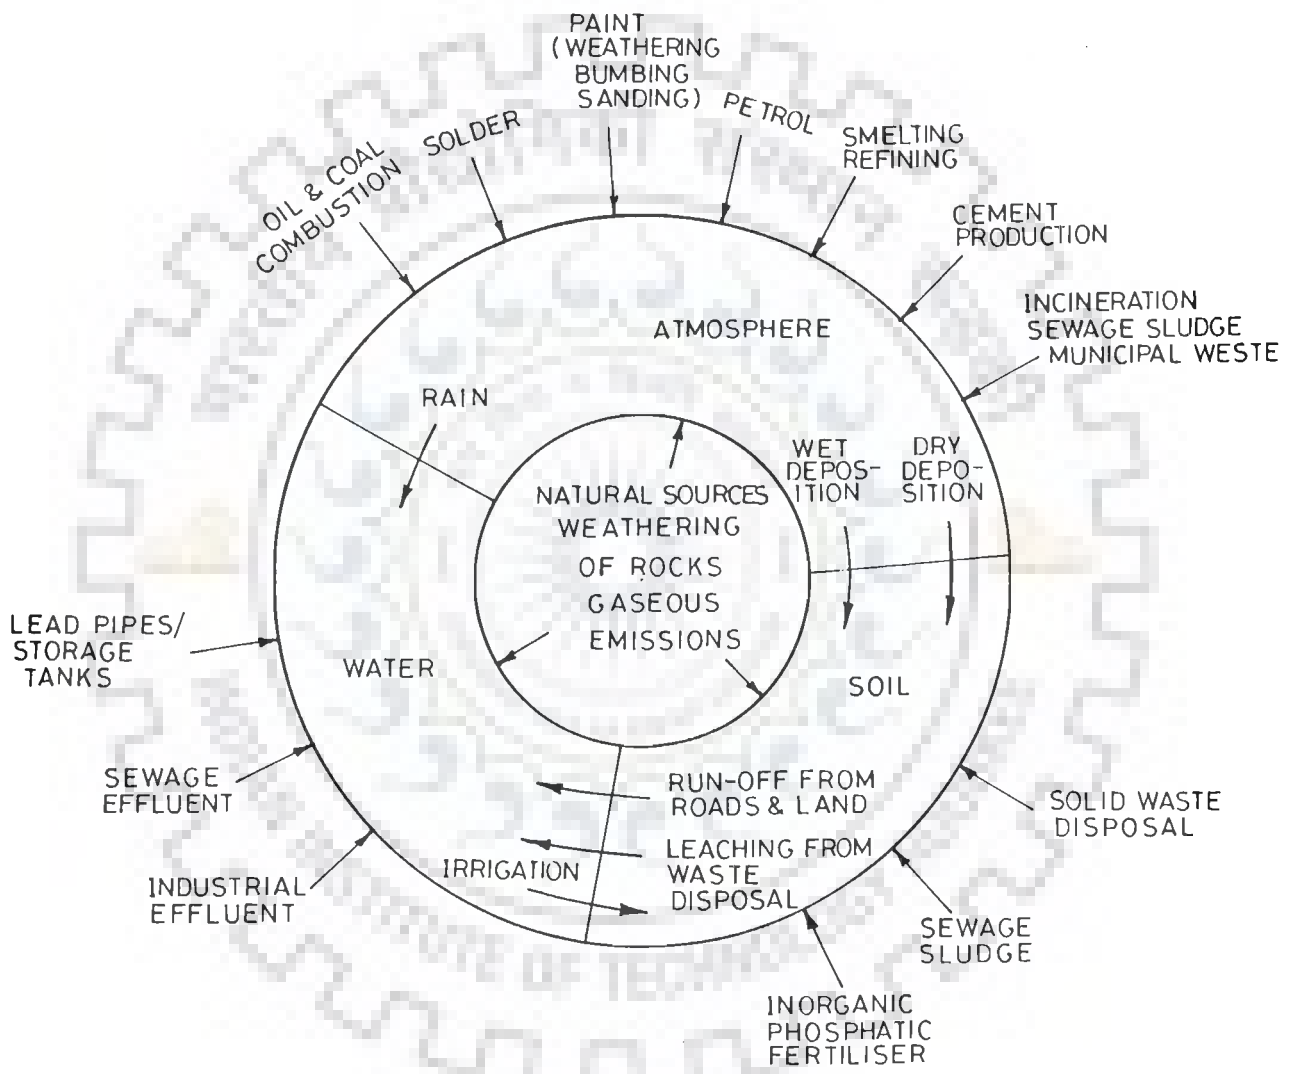 PAINT
(WEATHERING
BUMBING
SANDING)
PETROL
SOLDER
OIL & COAL
COMBUSTION
SMELTING
REFINING
CEMENT
PRODUCTION
INCINERATION
SEWAGE SLUDGE
MUNICIPAL WESTE
ATMOSPHERE
RAIN
WET
DEPOS-
ITION
DRY
DEPO-
SITION
NATURAL SOURCES
WEATHERING
OF ROCKS
GASEOUS
EMISSIONS
LEAD PIPES/
STORAGE
TANKS
WATER
SOIL
SEWAGE
EFFLUENT
RUN-OFF FROM
ROADS & LAND
SOLID WASTE
DISPOSAL
LEACHING FROM
WASTE
DISPOSAL
IRRIGATION
INDUSTRIAL
EFFLUENT
SEWAGE
SLUDGE
INORGANIC
PHOSPHATIC
FERTILISER
INSTITUTE OF TECHNOLOGY